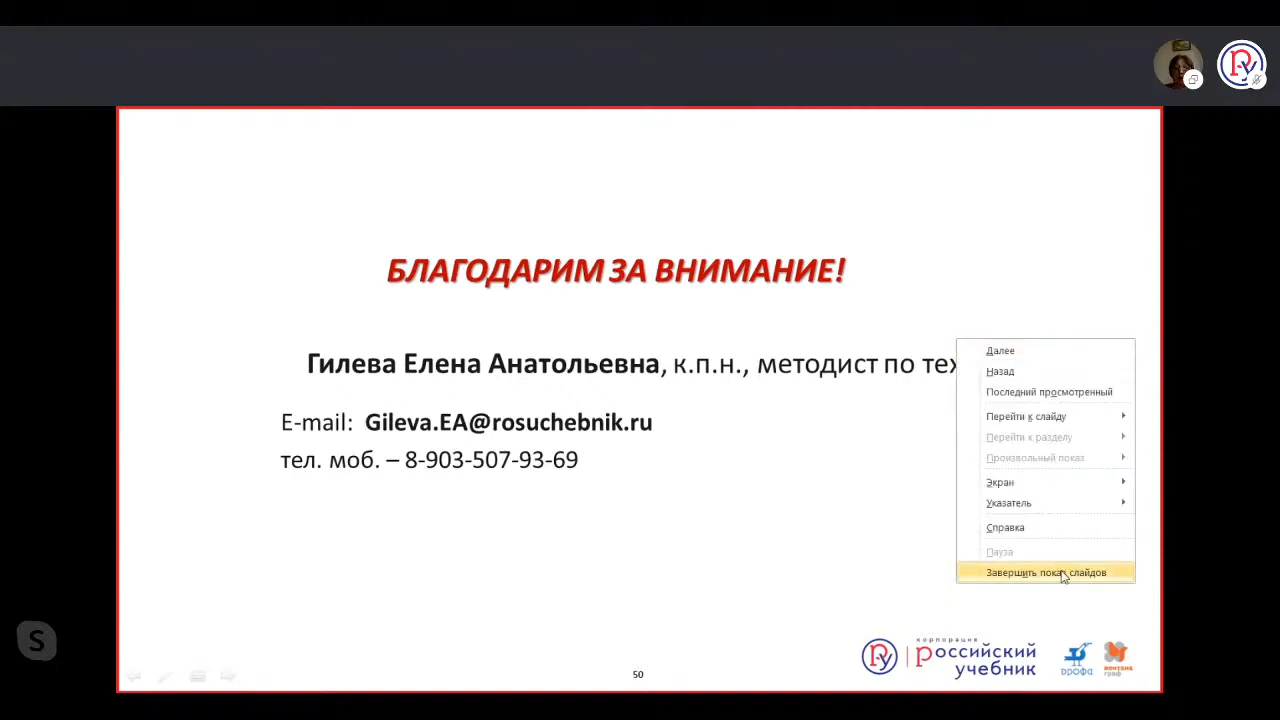 БЛАГОДАРИМ ЗА ВНИМАНИЕ!
Гилева Елена Анатольевна, к.п.н., методист по тех
E-mail: Gileva.EA@rosuchebnik.ru
тел. моб. – 8-903-507-93-69
Далее
Назад
Последний просмотренный
Перейти к слайду
Перейти к разделу
Произвольный показ
Экран
Указатель
Справка
Пауза
Завершить показ слайдов
S
50
корпорация
Российский
учебник
дрофа
вентана
граф